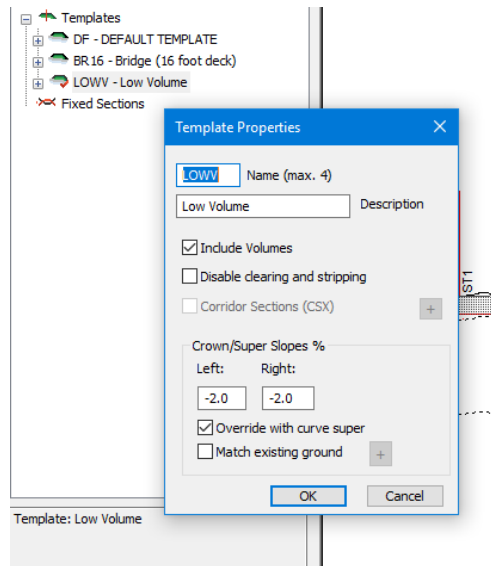 Templates
DF - DEFAULT TEMPLATE
BR16 - Bridge (16 foot deck)
LOWV - Low Volume
Fixed Sections
Template Properties
LOWV Name (max. 4)
Low Volume Description
Include Volumes
Disable clearing and stripping
Corridor Sections (CSX) +
Crown/Super Slopes %
Left: Right:
-2.0 -2.0
Override with curve super
Match existing ground +
OK Cancel
ST1
Template: Low Volume